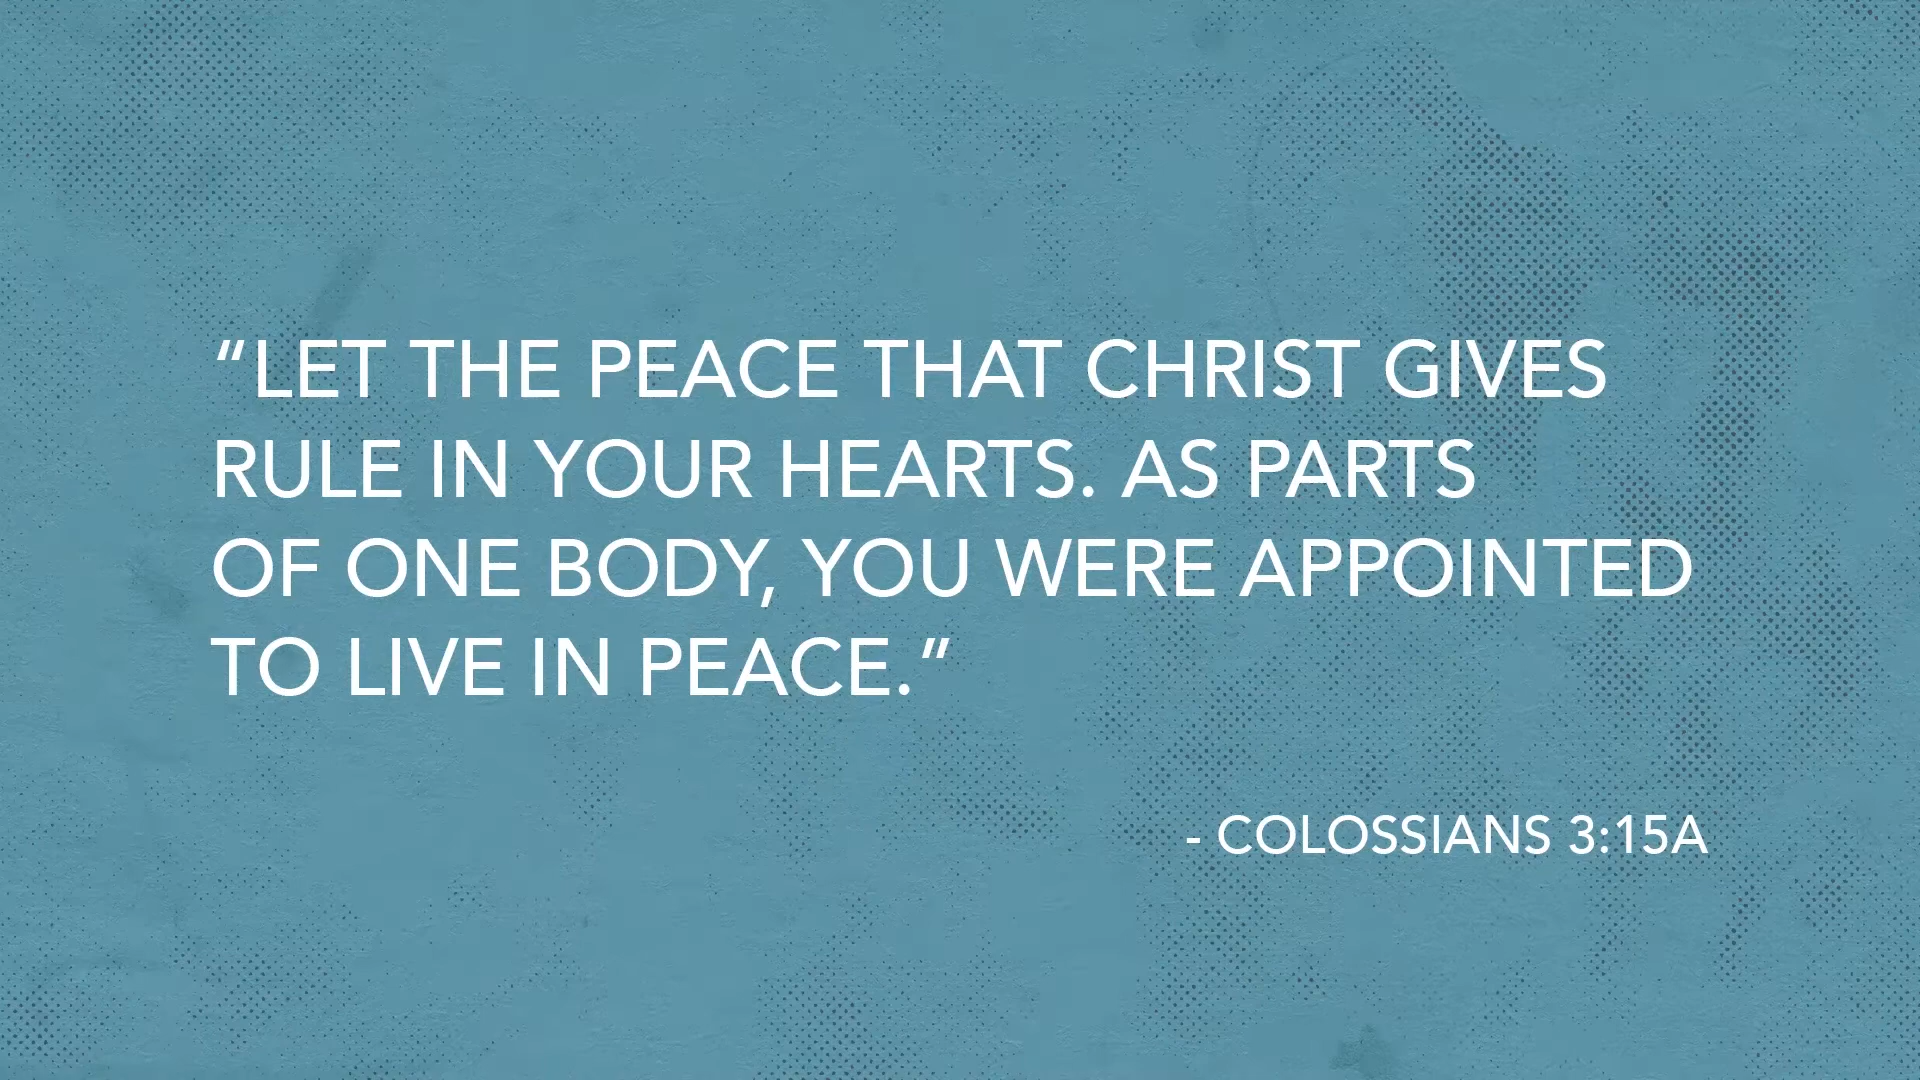 “LET THE PEACE THAT CHRIST GIVES
RULE IN YOUR HEARTS. AS PARTS
OF ONE BODY, YOU WERE APPOINTED
TO LIVE IN PEACE.”
- COLOSSIANS 3:15A